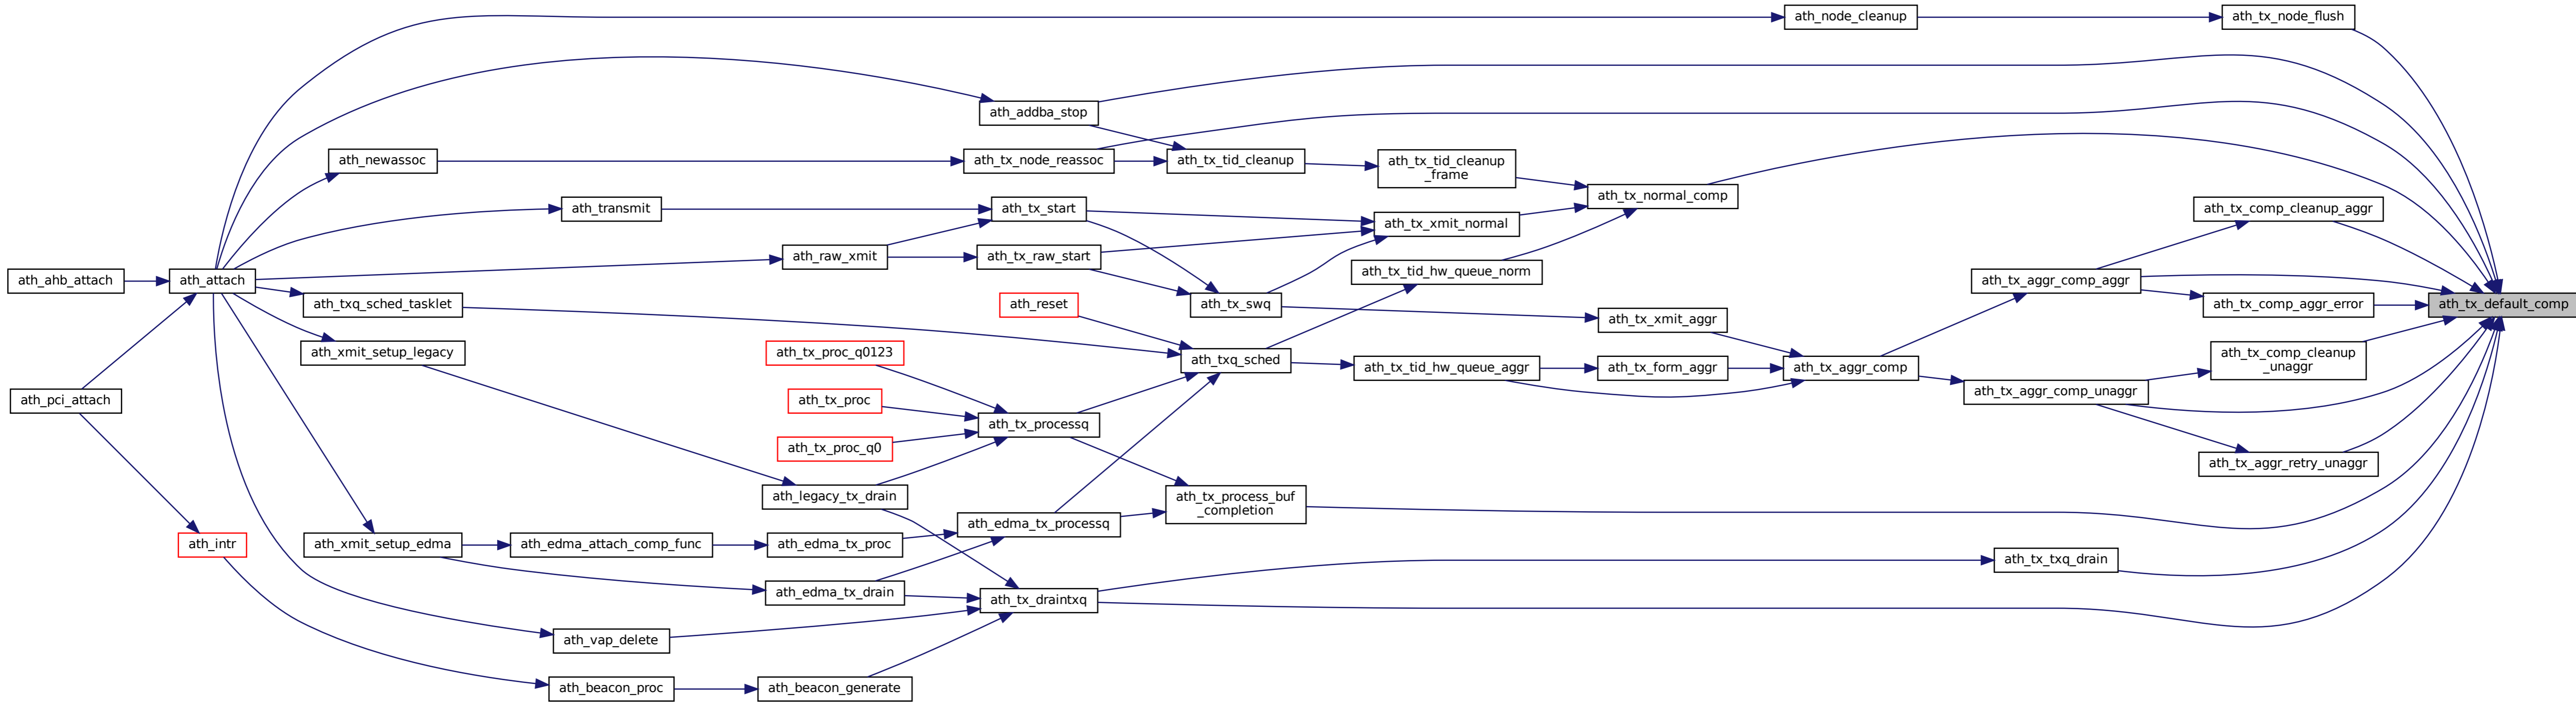 ath_node_cleanup
ath_tx_node_flush
ath_addba_stop
ath_newassoc
ath_tx_node_reassoc
ath_tx_tid_cleanup
ath_tx_tid_cleanup
_frame
ath_tx_normal_comp
ath_transmit
ath_tx_start
ath_tx_xmit_normal
ath_tx_comp_cleanup_aggr
ath_raw_xmit
ath_tx_raw_start
ath_tx_tid_hw_queue_norm
ath_ahb_attach
ath_attach
ath_tx_aggr_comp_aggr
ath_txq_sched_tasklet
ath_reset
ath_tx_swq
ath_tx_xmit_aggr
ath_tx_comp_aggr_error
ath_tx_default_comp
ath_xmit_setup_legacy
ath_tx_proc_q0123
ath_txq_sched
ath_tx_tid_hw_queue_aggr
ath_tx_form_aggr
ath_tx_aggr_comp
ath_tx_comp_cleanup
_unaggr
ath_pci_attach
ath_tx_proc
ath_tx_aggr_comp_unaggr
ath_tx_processq
ath_tx_proc_q0
ath_tx_aggr_retry_unaggr
ath_legacy_tx_drain
ath_tx_process_buf
_completion
ath_edma_tx_processq
ath_intr
ath_xmit_setup_edma
ath_edma_attach_comp_func
ath_edma_tx_proc
ath_tx_txq_drain
ath_edma_tx_drain
ath_tx_draintxq
ath_vap_delete
ath_beacon_proc
ath_beacon_generate